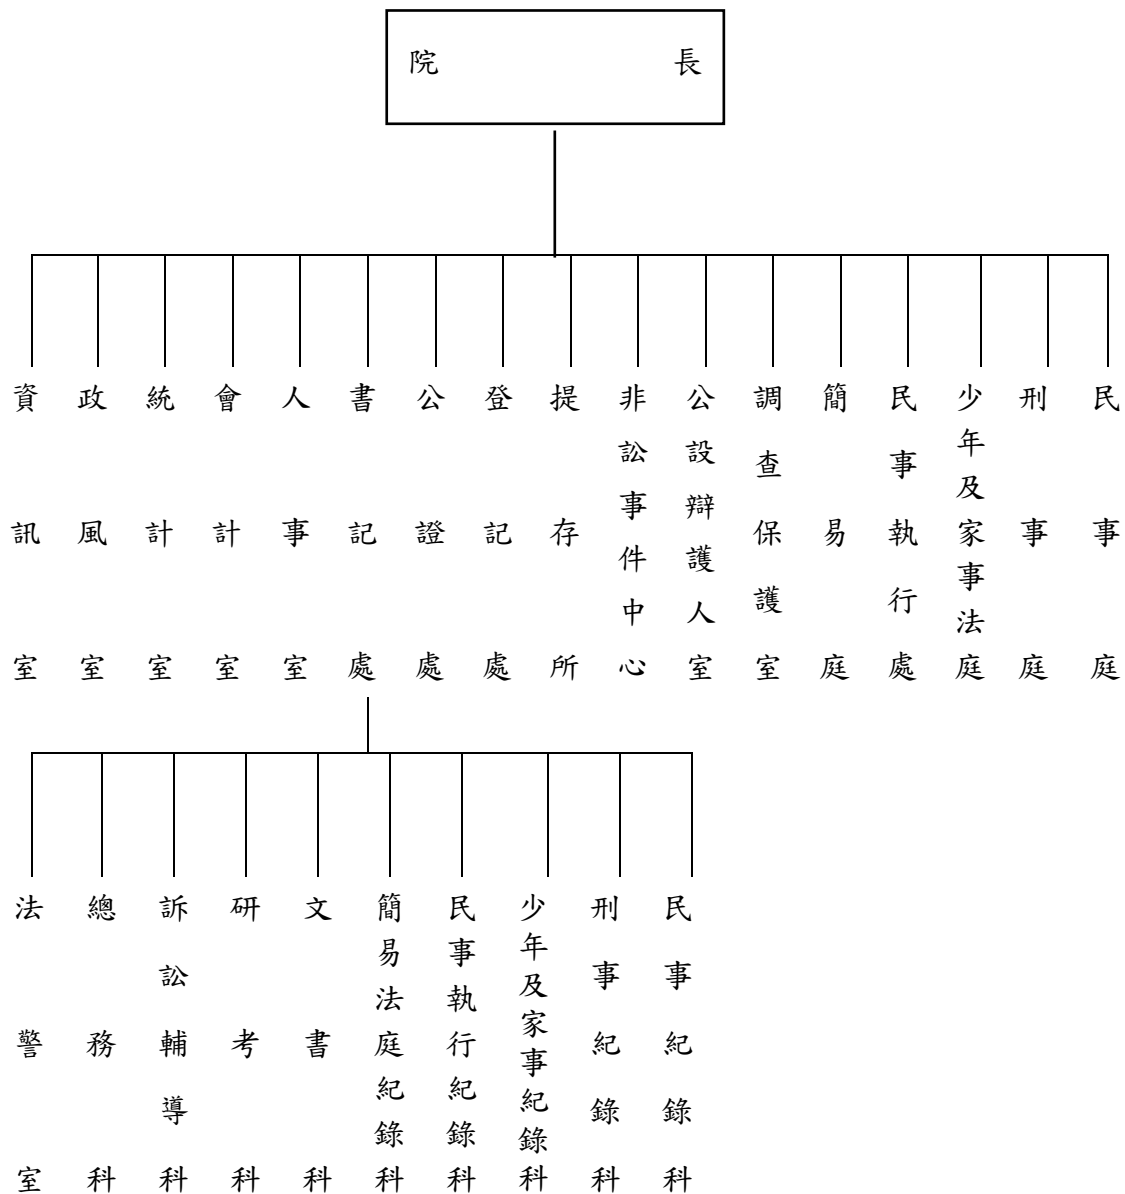 院長
民事庭
刑事庭
少年及家事法庭
民事執行處
簡易庭
調查保護室
公設辯護人室
非訟事件中心
提存所
登記處
公證處
書記處
人事室
會計室
統計室
政風室
資訊室
民事紀錄科
刑事紀錄科
少年及家事紀錄科
民事執行紀錄科
簡易法庭紀錄科
文書科
研考科
訴訟輔導科
總務科
法警室